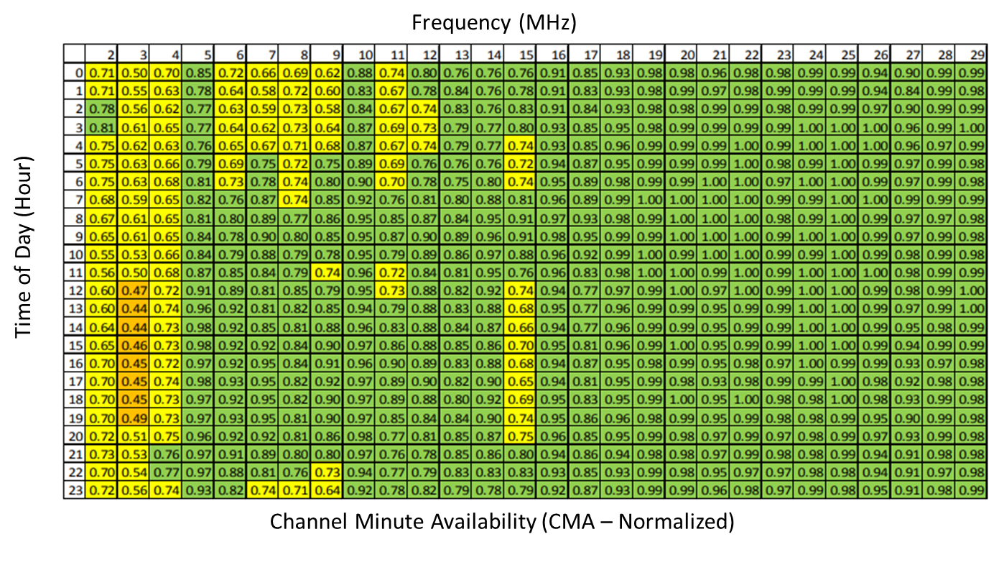 Frequency (MHz)
2 3 4 5 6 7 8 9 10 11 12 13 14 15 16 17 18 19 20 21 22 23 24 25 26 27 28 29
0 0.71 0.50 0.70 0.85 0.72 0.66 0.69 0.62 0.88 0.74 0.80 0.76 0.76 0.76 0.91 0.85 0.93 0.98 0.98 0.96 0.98 0.98 0.99 0.99 0.94 0.90 0.99 0.99
1 0.71 0.55 0.63 0.78 0.64 0.58 0.72 0.60 0.83 0.67 0.78 0.84 0.76 0.78 0.91 0.83 0.93 0.98 0.99 0.97 0.98 0.99 0.99 0.99 0.94 0.84 0.99 0.98
2 0.78 0.56 0.62 0.77 0.63 0.59 0.73 0.58 0.84 0.67 0.74 0.83 0.76 0.83 0.91 0.84 0.93 0.98 0.98 0.99 0.99 0.98 0.99 0.99 0.97 0.90 0.99 0.99
3 0.81 0.61 0.65 0.77 0.64 0.62 0.73 0.64 0.87 0.69 0.73 0.79 0.77 0.80 0.93 0.85 0.95 0.98 0.99 0.99 0.99 0.99 1.00 1.00 1.00 0.96 0.99 1.00
4 0.75 0.62 0.63 0.76 0.65 0.67 0.71 0.68 0.87 0.67 0.74 0.79 0.77 0.74 0.93 0.85 0.96 0.99 0.99 0.99 1.00 0.99 1.00 1.00 1.00 0.96 0.97 0.99
5 0.75 0.63 0.66 0.79 0.69 0.75 0.72 0.75 0.89 0.69 0.76 0.76 0.76 0.72 0.94 0.87 0.95 0.99 0.99 0.99 1.00 0.98 0.99 1.00 0.99 0.97 0.99 0.98
6 0.75 0.63 0.68 0.81 0.73 0.78 0.74 0.80 0.90 0.70 0.78 0.75 0.80 0.74 0.95 0.89 0.98 0.99 0.99 1.00 1.00 0.97 1.00 1.00 0.99 0.97 0.99 0.98
7 0.68 0.59 0.65 0.82 0.76 0.87 0.74 0.85 0.92 0.76 0.81 0.80 0.88 0.81 0.96 0.89 0.99 1.00 1.00 1.00 1.00 0.97 0.99 1.00 1.00 0.99 0.99 0.99
8 0.67 0.61 0.65 0.81 0.80 0.89 0.77 0.86 0.95 0.85 0.87 0.84 0.95 0.91 0.97 0.93 0.98 0.99 1.00 1.00 1.00 0.98 0.99 1.00 0.99 0.97 0.97 0.98
9 0.65 0.61 0.65 0.84 0.78 0.90 0.80 0.85 0.95 0.87 0.90 0.89 0.96 0.91 0.98 0.95 0.99 0.99 1.00 1.00 1.00 0.99 1.00 1.00 0.99 0.97 0.99 0.98
10 0.55 0.53 0.66 0.84 0.79 0.88 0.79 0.78 0.95 0.79 0.89 0.86 0.97 0.88 0.96 0.92 0.99 1.00 0.99 1.00 1.00 0.99 0.99 1.00 0.99 0.98 0.99 0.98
11 0.56 0.50 0.68 0.87 0.85 0.84 0.79 0.74 0.96 0.72 0.84 0.81 0.95 0.76 0.96 0.83 0.98 1.00 1.00 0.99 1.00 0.99 1.00 1.00 1.00 0.98 0.99 0.99
12 0.60 0.47 0.72 0.91 0.89 0.81 0.85 0.79 0.95 0.73 0.88 0.82 0.92 0.74 0.94 0.77 0.97 0.99 1.00 0.97 1.00 0.99 1.00 1.00 0.99 0.98 0.99 1.00
13 0.60 0.44 0.74 0.96 0.92 0.81 0.82 0.85 0.94 0.79 0.88 0.83 0.88 0.68 0.95 0.77 0.96 0.99 0.99 0.95 0.99 0.99 1.00 1.00 0.99 0.97 0.99 1.00
14 0.64 0.44 0.73 0.98 0.92 0.85 0.81 0.88 0.96 0.83 0.88 0.84 0.87 0.66 0.94 0.77 0.96 0.99 0.99 0.95 0.99 0.99 1.00 1.00 0.99 0.95 0.98 0.99
15 0.65 0.46 0.73 0.98 0.92 0.92 0.84 0.90 0.97 0.86 0.88 0.85 0.86 0.70 0.95 0.81 0.96 0.99 1.00 0.95 0.99 0.99 1.00 1.00 0.99 0.94 0.99 0.99
16 0.70 0.45 0.72 0.97 0.92 0.95 0.84 0.91 0.96 0.90 0.89 0.83 0.88 0.68 0.94 0.87 0.95 0.98 0.99 0.95 0.98 0.97 1.00 0.99 0.99 0.93 0.97 0.98
17 0.70 0.45 0.74 0.98 0.93 0.95 0.82 0.92 0.97 0.89 0.90 0.82 0.90 0.65 0.94 0.81 0.95 0.99 0.98 0.93 0.98 0.99 0.99 1.00 0.98 0.92 0.98 0.98
18 0.70 0.45 0.73 0.97 0.92 0.95 0.82 0.90 0.97 0.89 0.88 0.80 0.92 0.69 0.95 0.83 0.95 0.99 1.00 0.95 1.00 0.98 0.98 1.00 0.98 0.93 0.99 0.98
19 0.70 0.49 0.73 0.97 0.93 0.95 0.81 0.90 0.97 0.85 0.84 0.84 0.90 0.74 0.95 0.86 0.96 0.98 0.99 0.95 0.99 0.98 0.98 0.99 0.95 0.90 0.99 0.98
20 0.72 0.51 0.75 0.96 0.92 0.92 0.81 0.86 0.98 0.77 0.81 0.85 0.87 0.75 0.96 0.85 0.95 0.99 0.98 0.97 0.99 0.97 0.98 0.99 0.97 0.93 0.99 0.98
21 0.73 0.53 0.76 0.97 0.91 0.89 0.80 0.80 0.97 0.76 0.78 0.85 0.86 0.80 0.94 0.86 0.94 0.98 0.98 0.97 0.99 0.98 0.98 0.99 0.94 0.91 0.98 0.98
22 0.70 0.54 0.77 0.97 0.88 0.81 0.76 0.73 0.94 0.77 0.79 0.83 0.83 0.83 0.93 0.85 0.93 0.99 0.98 0.95 0.97 0.97 0.98 0.98 0.94 0.91 0.97 0.98
23 0.72 0.56 0.74 0.93 0.82 0.74 0.71 0.64 0.92 0.78 0.82 0.79 0.78 0.79 0.92 0.87 0.93 0.99 0.99 0.96 0.98 0.97 0.99 0.98 0.95 0.91 0.98 0.99
Time of Day (Hour)
Channel Minute Availability (CMA – Normalized)